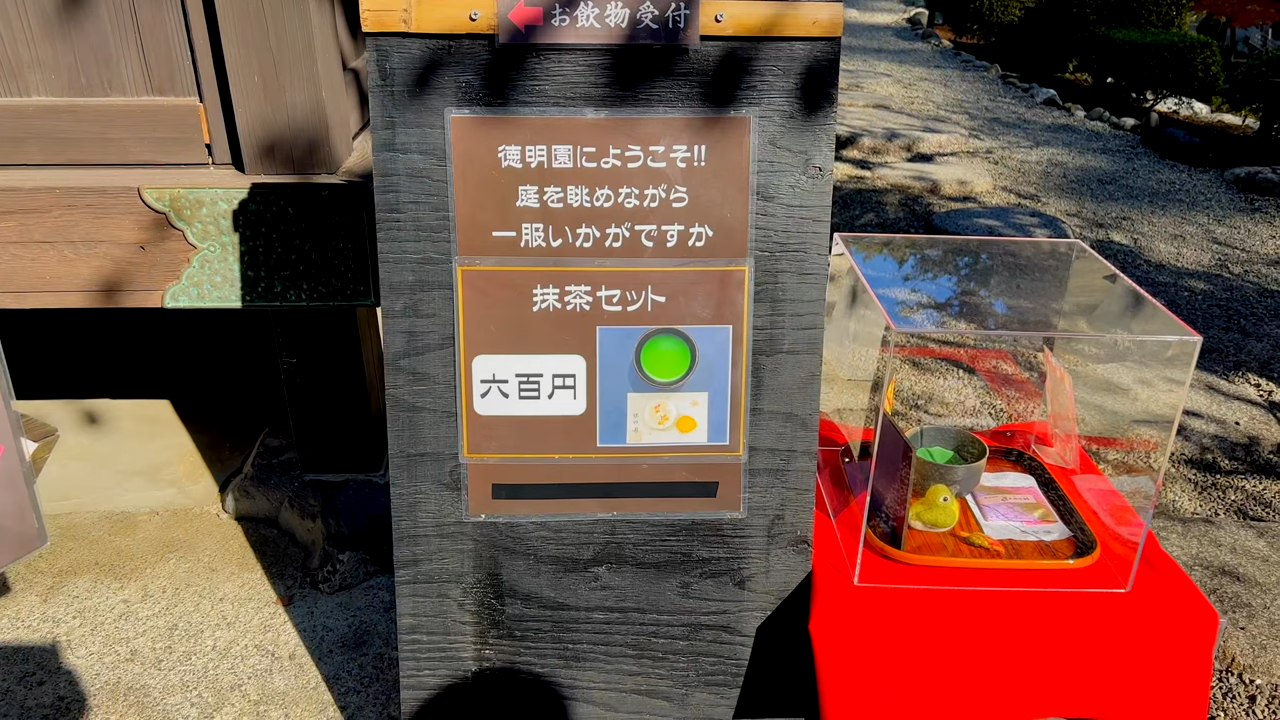 お飲物受付
徳明園にようこそ!!
庭を眺めながら
一服いかがですか
抹茶セット
六百円